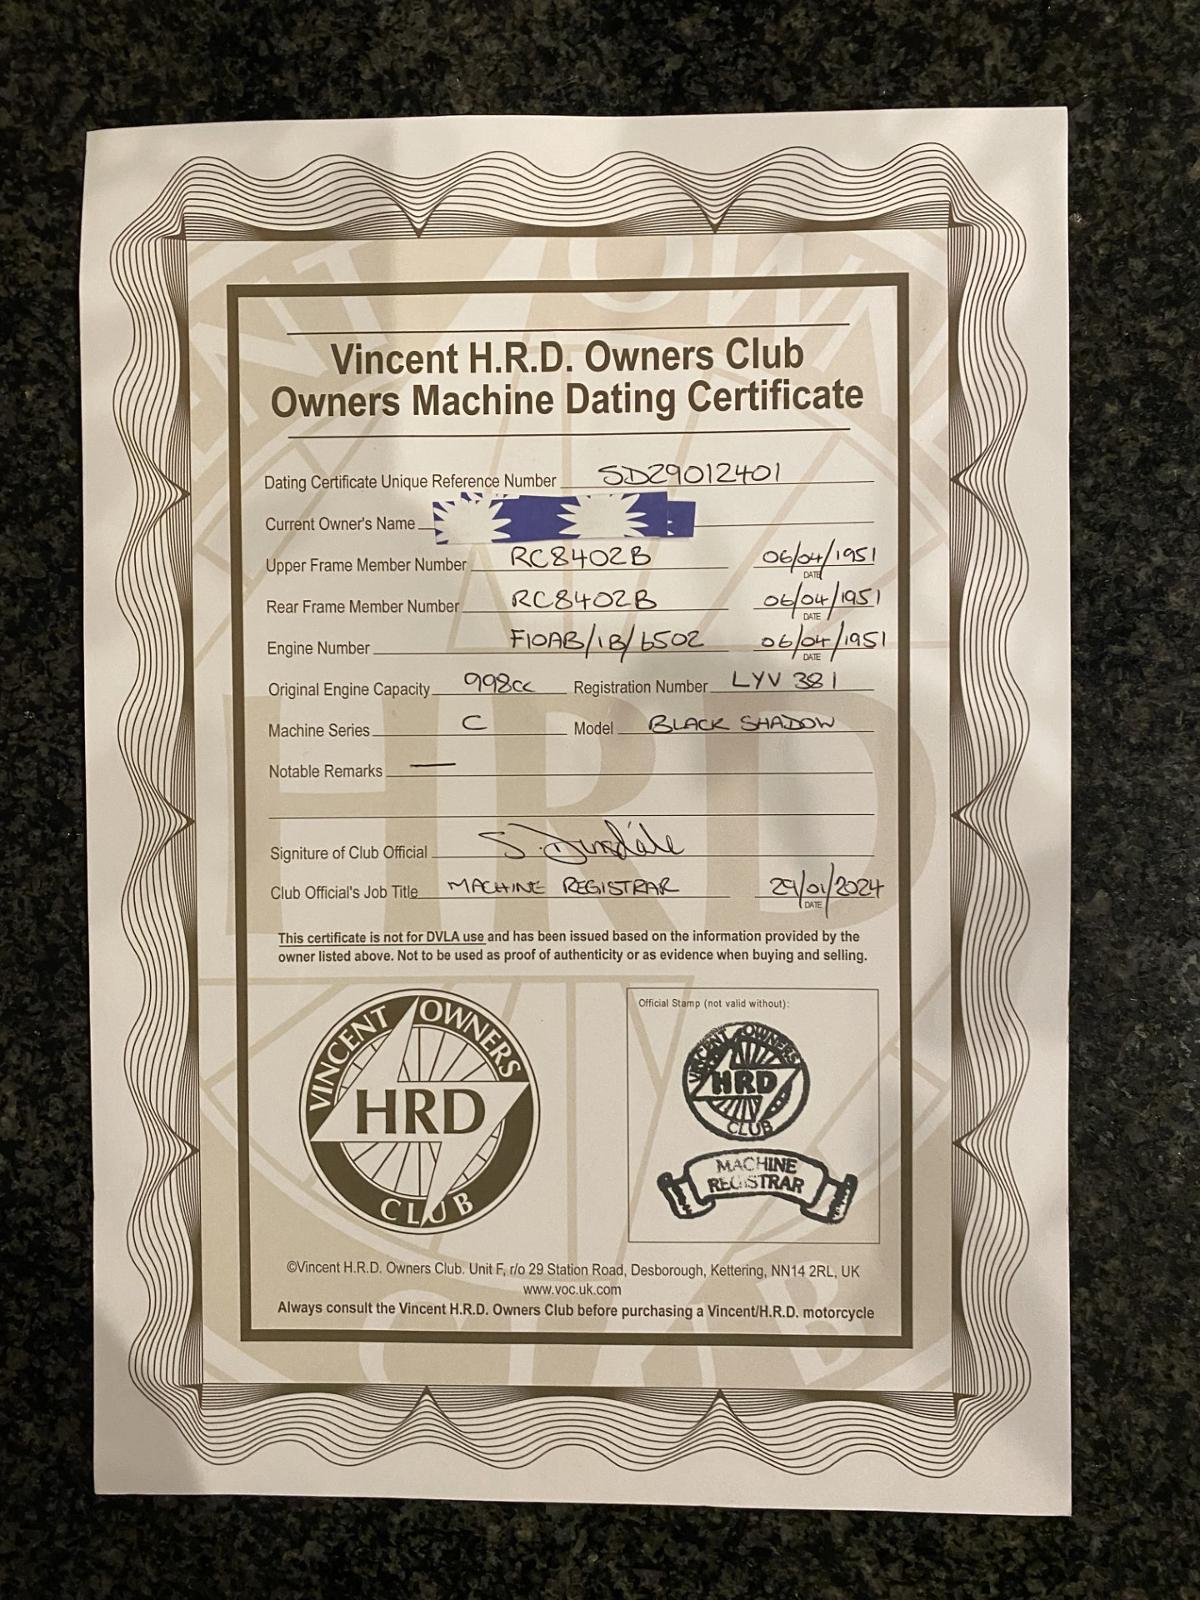 Vincent H.R.D. Owners Club
Owners Machine Dating Certificate
Dating Certificate Unique Reference Number SD29012401
Current Owner's Name
Upper Frame Member Number RC8402B 06/04/1951
DATE
Rear Frame Member Number RC8402B 06/04/1951
DATE
Engine Number F10AB/1B/6502 06/04/1951
DATE
Original Engine Capacity 998cc Registration Number LYV 381
Machine Series C Model BLACK SHADOW
Notable Remarks —
Signiture of Club Official S. Dinsdale
Club Official's Job Title MACHINE REGISTRAR 29/01/2024
DATE
This certificate is not for DVLA use and has been issued based on the information provided by the
owner listed above. Not to be used as proof of authenticity or as evidence when buying and selling.
VINCENT OWNERS
HRD
CLUB
Official Stamp (not valid without):
VINCENT OWNERS
HRD
CLUB
MACHINE
REGISTRAR
©Vincent H.R.D. Owners Club. Unit F, r/o 29 Station Road, Desborough, Kettering, NN14 2RL, UK
www.voc.uk.com
Always consult the Vincent H.R.D. Owners Club before purchasing a Vincent/H.R.D. motorcycle